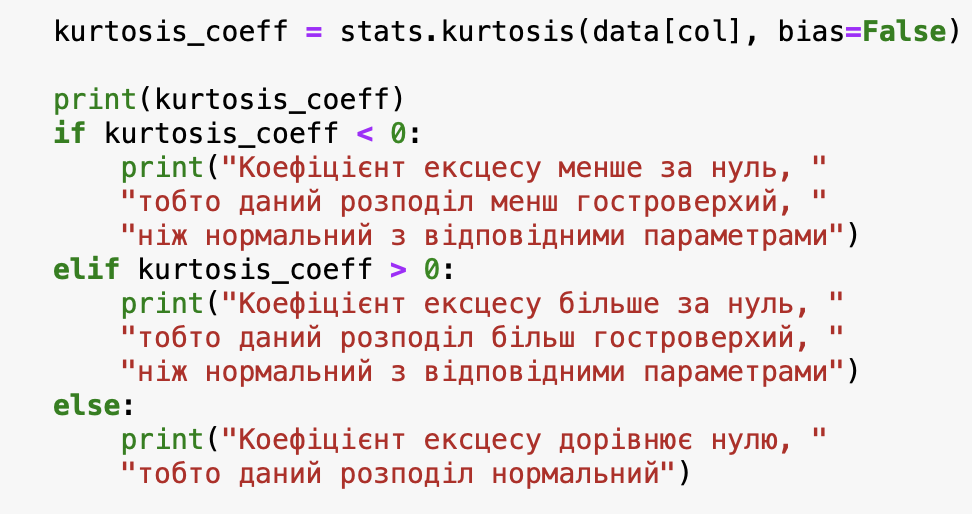 kurtosis_coeff = stats.kurtosis(data[col], bias=False)
print(kurtosis_coeff)
if kurtosis_coeff < 0:
    print("Коефіцієнт ексцесу менше за нуль, "
    "тобто даний розподіл менш гостроверхий, "
    "ніж нормальний з відповідними параметрами")
elif kurtosis_coeff > 0:
    print("Коефіцієнт ексцесу більше за нуль, "
    "тобто даний розподіл більш гостроверхий, "
    "ніж нормальний з відповідними параметрами")
else:
    print("Коефіцієнт ексцесу дорівнює нулю, "
    "тобто даний розподіл нормальний")